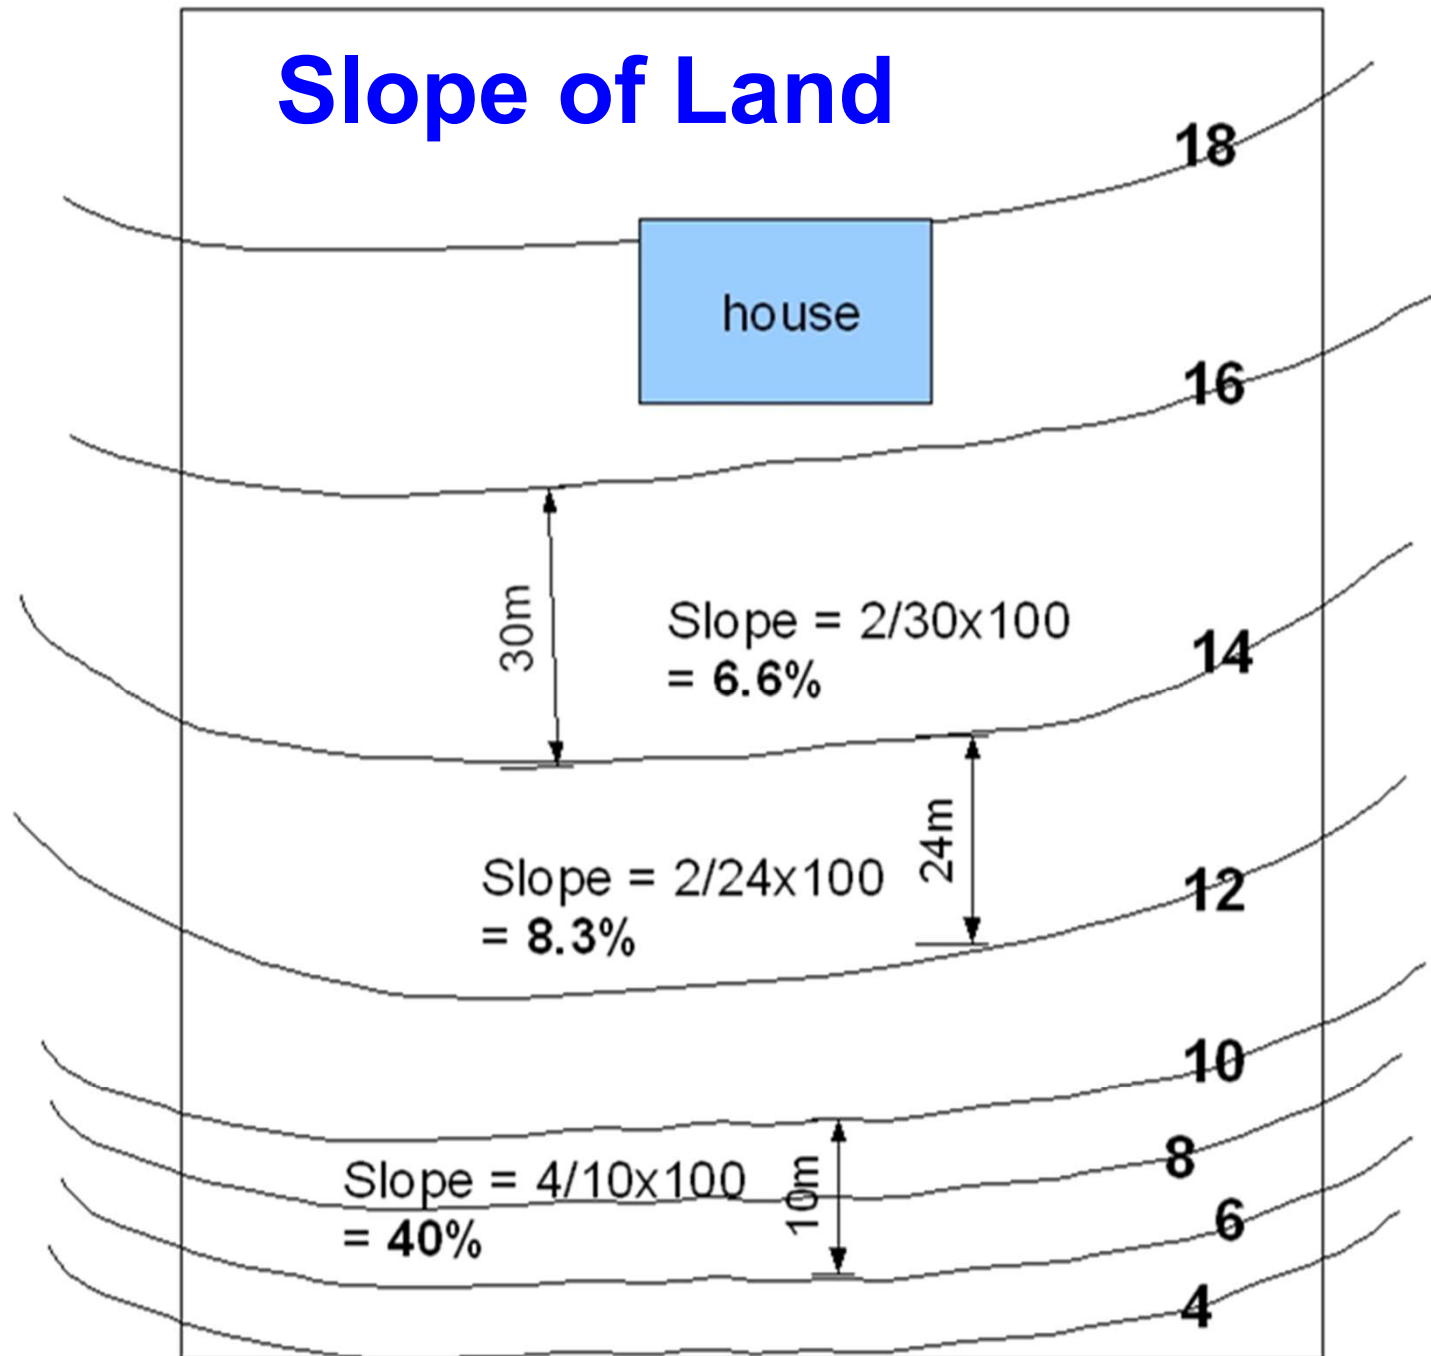 Slope of Land
18
house
16
30m
Slope = 2/30x100
= 6.6%
14
24m
Slope = 2/24x100
= 8.3%
12
10
8
Slope = 4/10x100
= 40%
10m
6
4